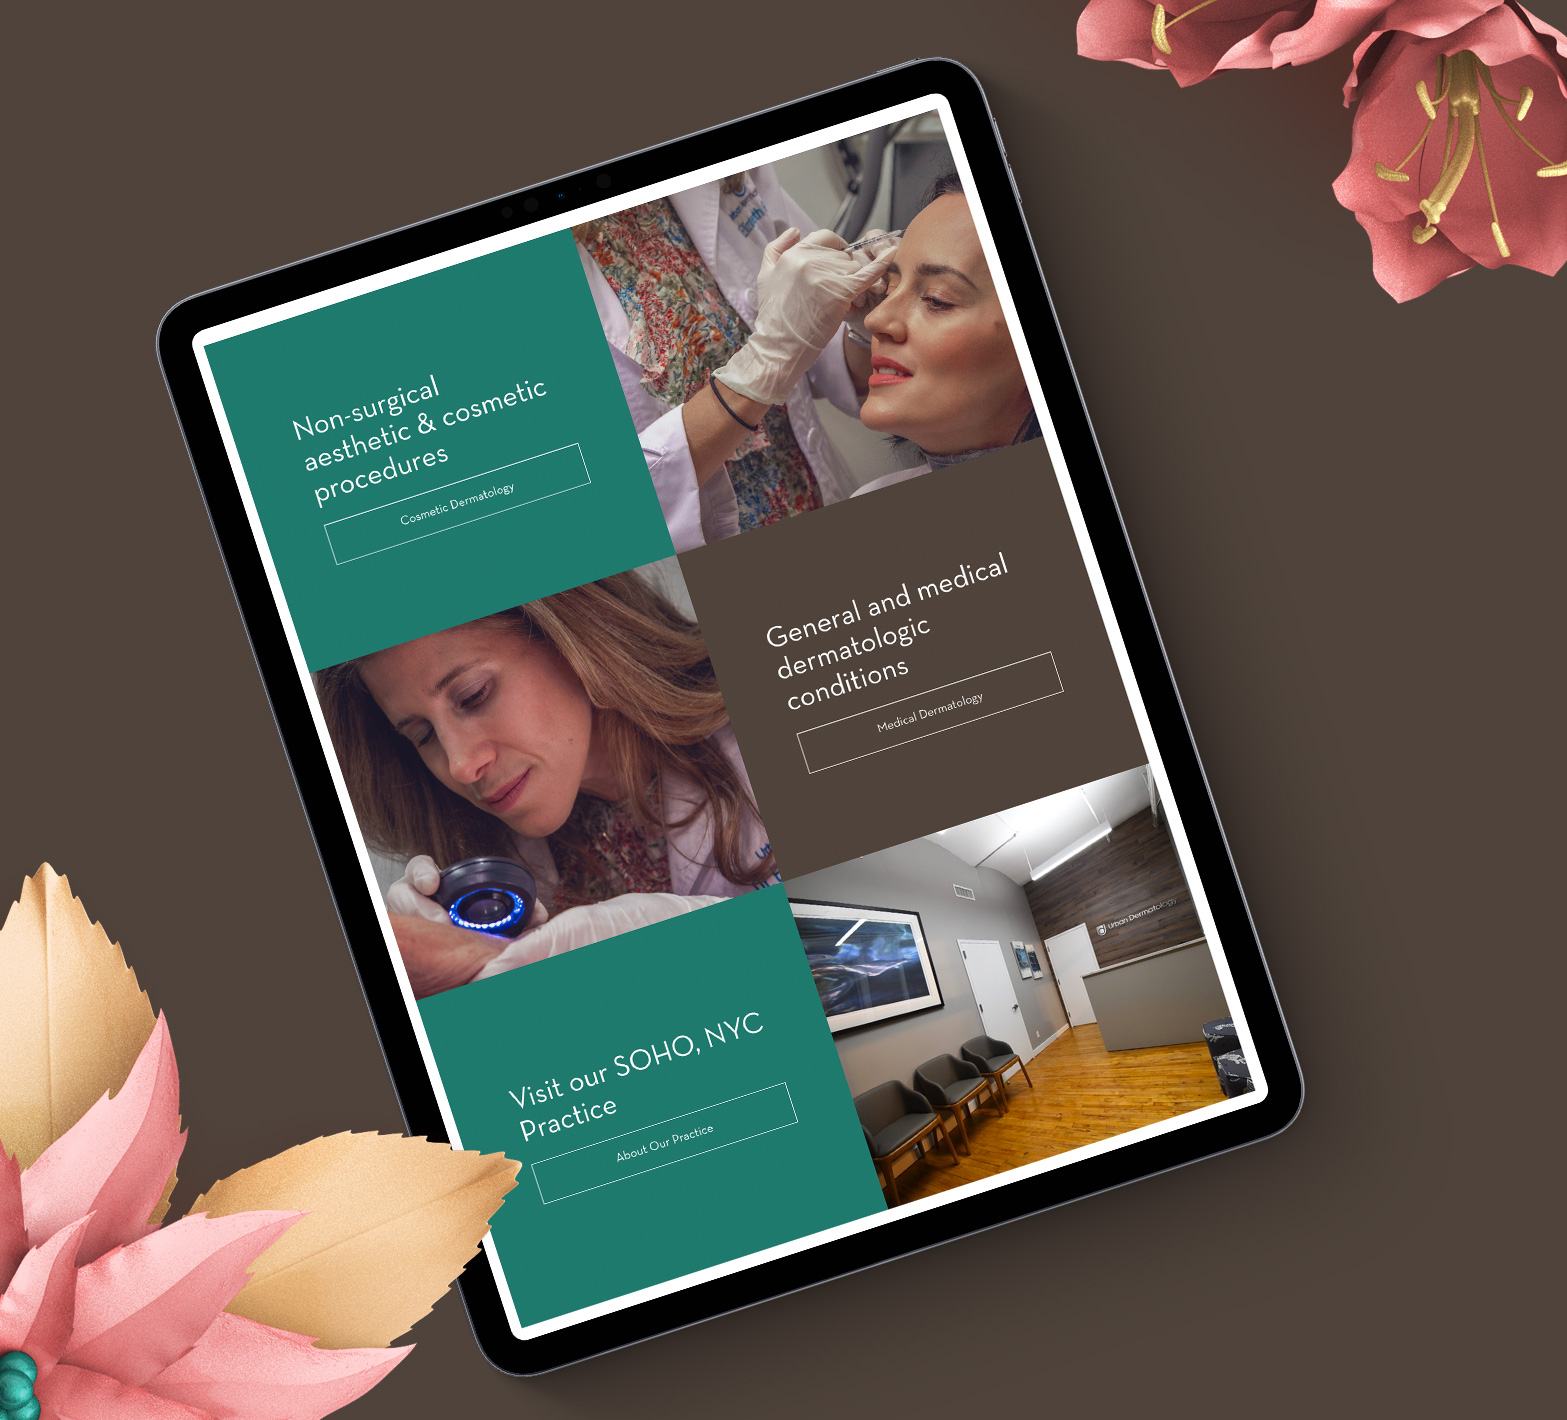 Non-surgical
aesthetic & cosmetic
procedures
Cosmetic Dermatology
General and medical
dermatologic
conditions
Medical Dermatology
Urban Dermatology
Visit our SOHO, NYC
Practice
About Our Practice